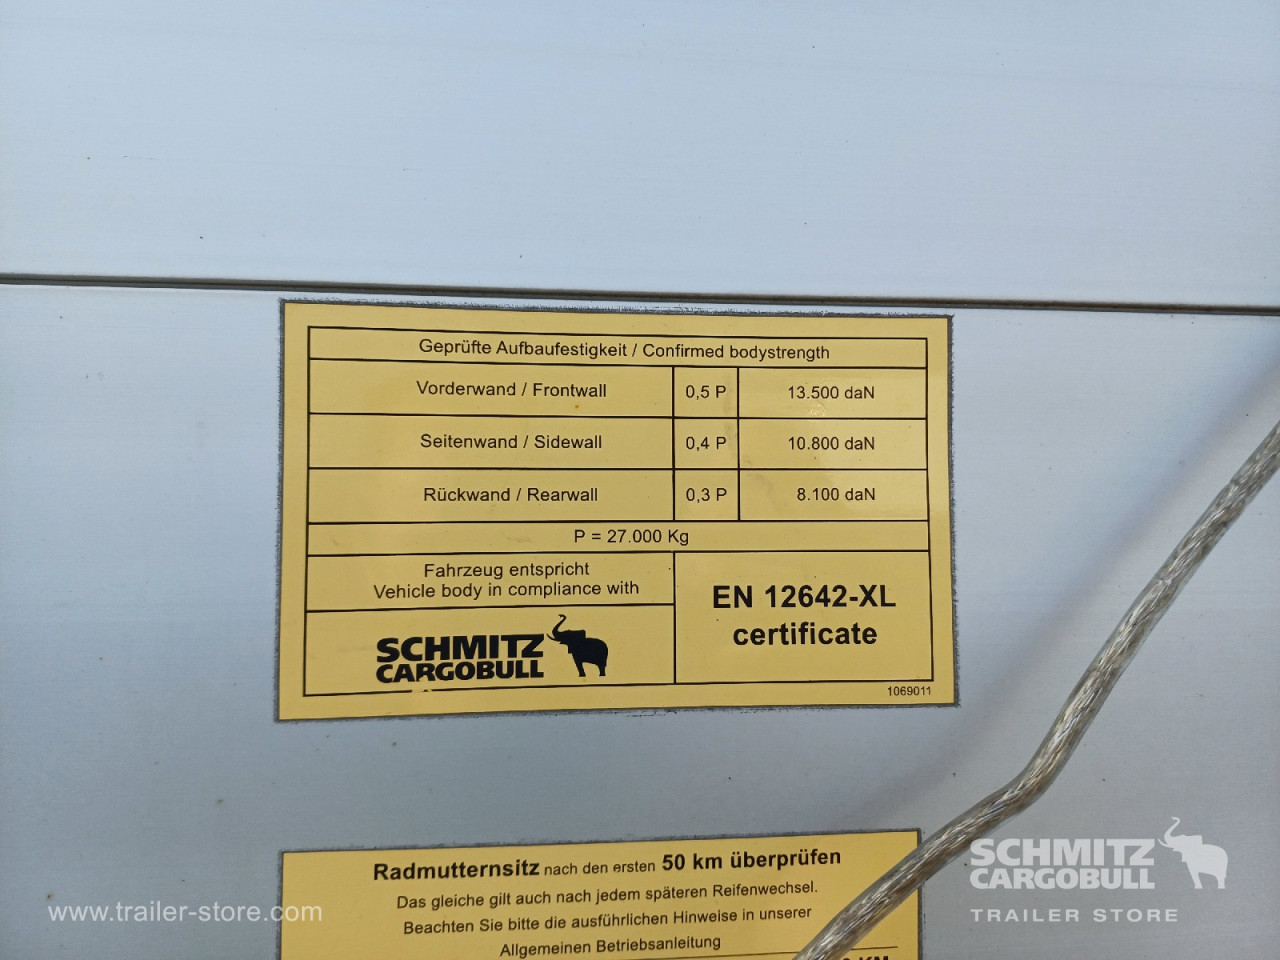 Geprüfte Aufbaufestigkeit / Confirmed bodystrength
Vorderwand / Frontwall 0,5 P 13.500 daN
Seitenwand / Sidewall 0,4 P 10.800 daN
Rückwand / Rearwall 0,3 P 8.100 daN
P = 27.000 Kg
Fahrzeug entspricht
Vehicle body in compliance with
EN 12642-XL
certificate
SCHMITZ
CARGOBULL
1069011
Radmutternsitz nach den ersten 50 km überprüfen
Das gleiche gilt auch nach jedem späteren Reifenwechsel.
Beachten Sie bitte die ausführlichen Hinweise in unserer
Allgemeinen Betriebsanleitung
KM
www.trailer-store.com
SCHMITZ
CARGOBULL
TRAILER STORE